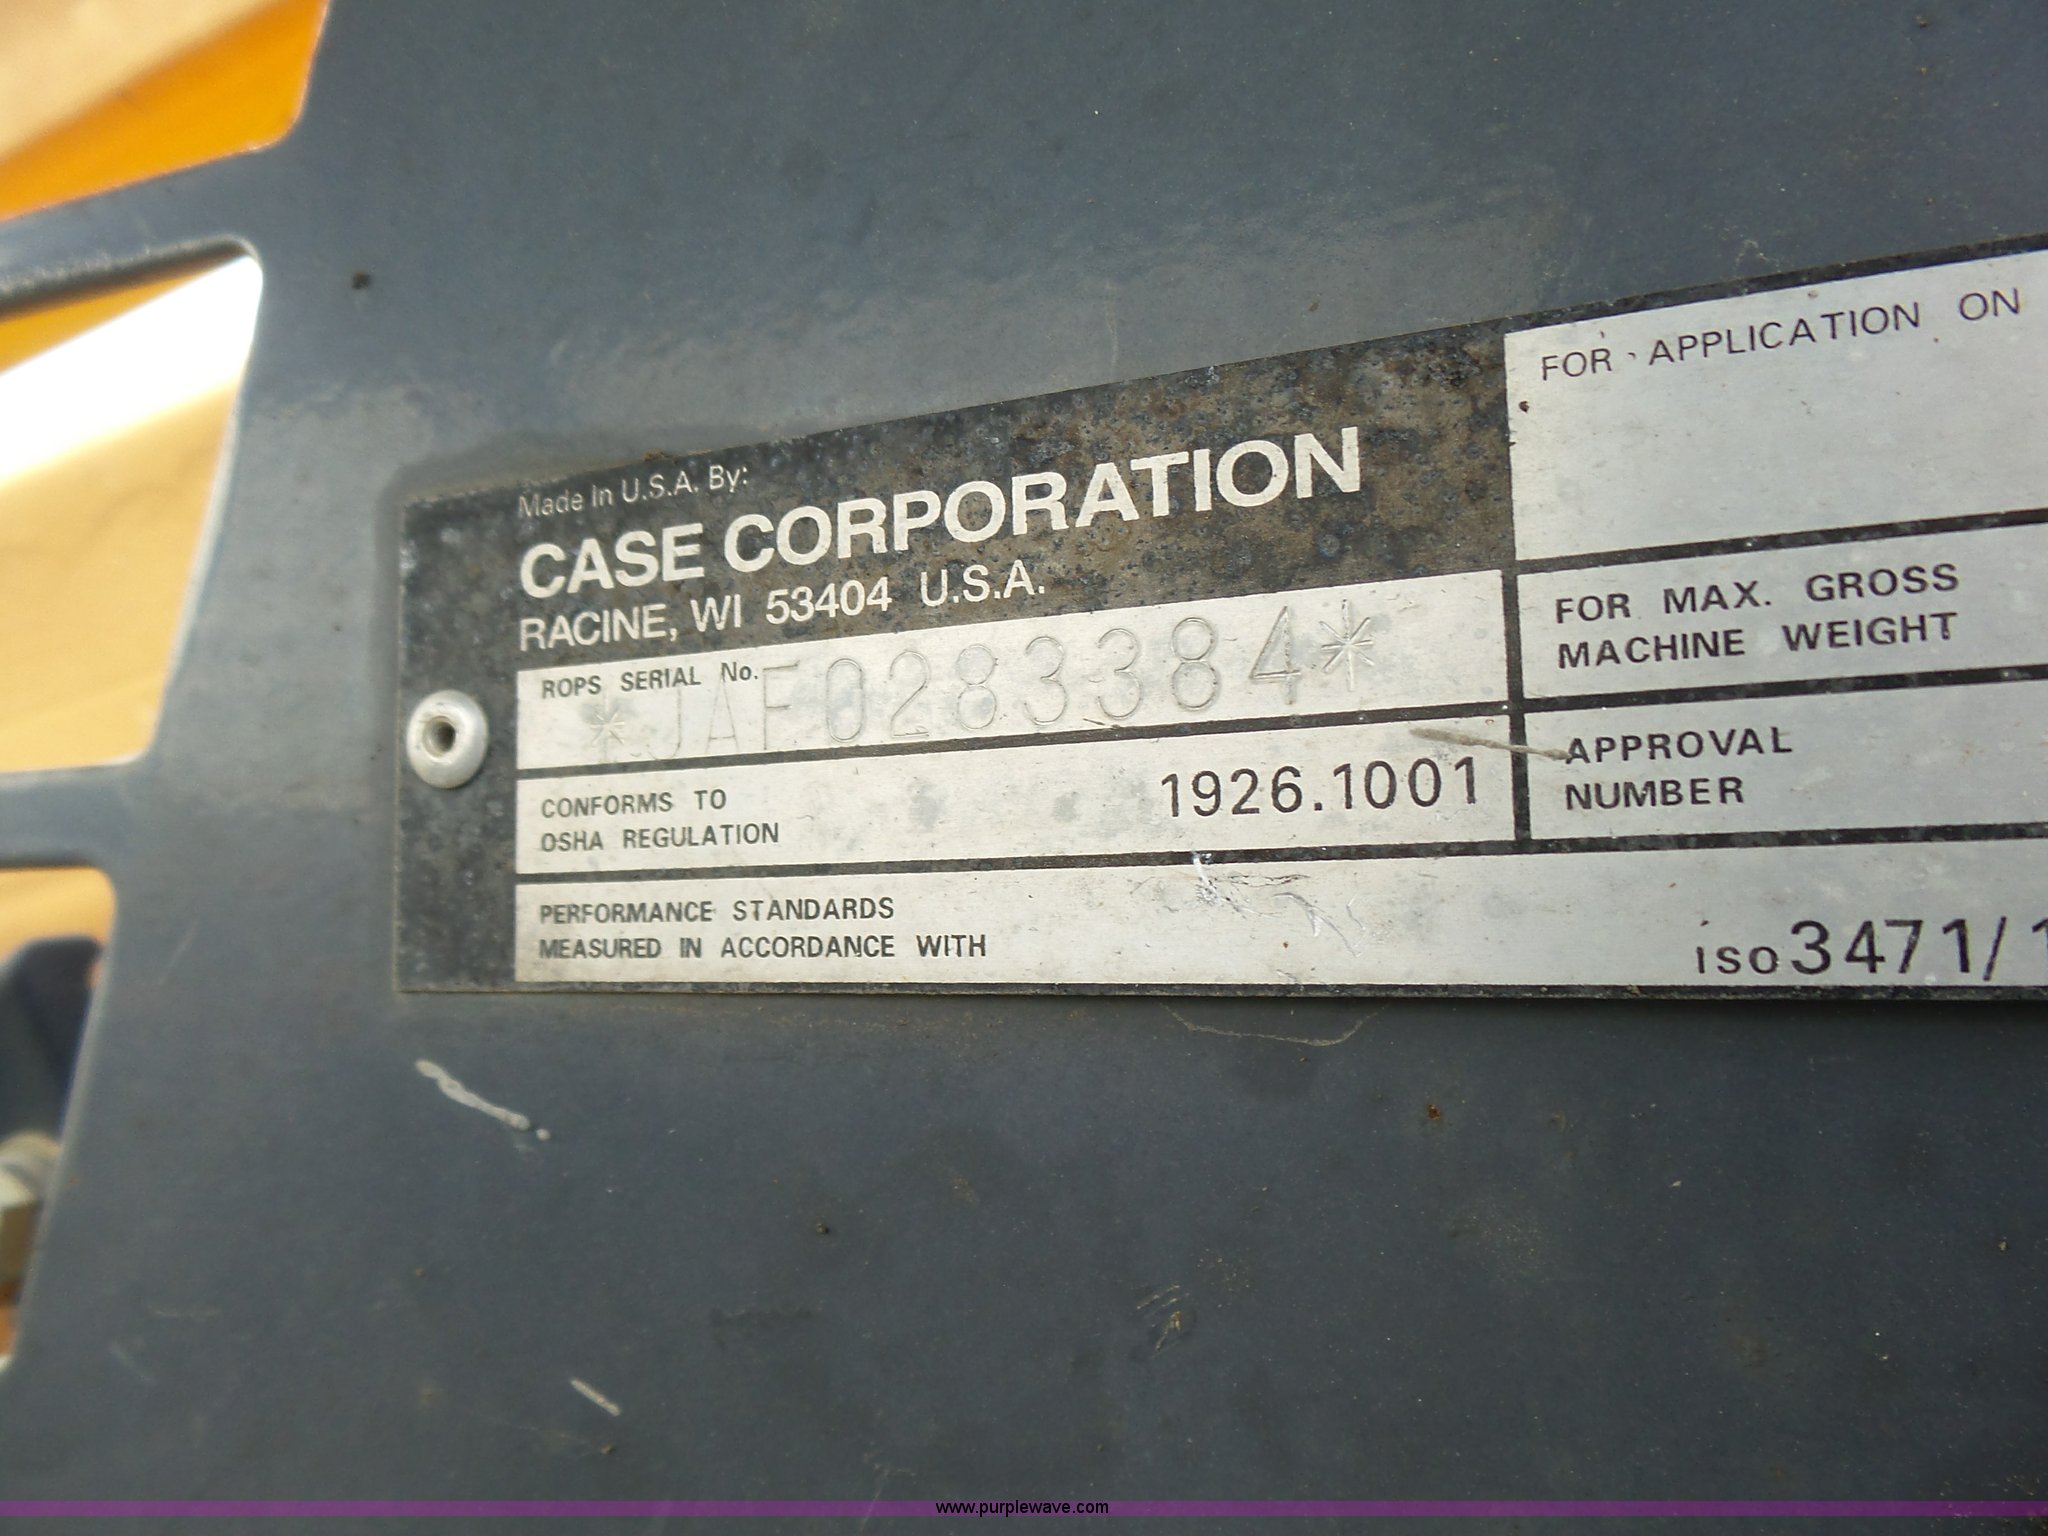 Made In U.S.A. By:
CASE CORPORATION
RACINE, WI 53404 U.S.A.
ROPS SERIAL No.
*JAF0283384*
CONFORMS TO
OSHA REGULATION
1926.1001
PERFORMANCE STANDARDS
MEASURED IN ACCORDANCE WITH
ISO3471/1
FOR APPLICATION ON
FOR MAX. GROSS
MACHINE WEIGHT
APPROVAL
NUMBER
www.purplewave.com